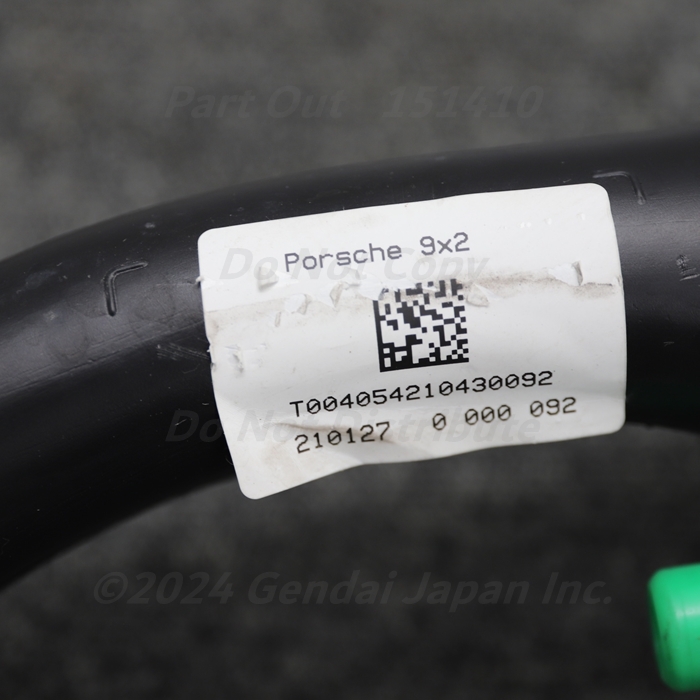 Part Out 151410
Porsche 9x2
Do Not Copy
T004054210430092
210127 0 000 092
Do Not Distribute
©2024 Gendai Japan Inc.